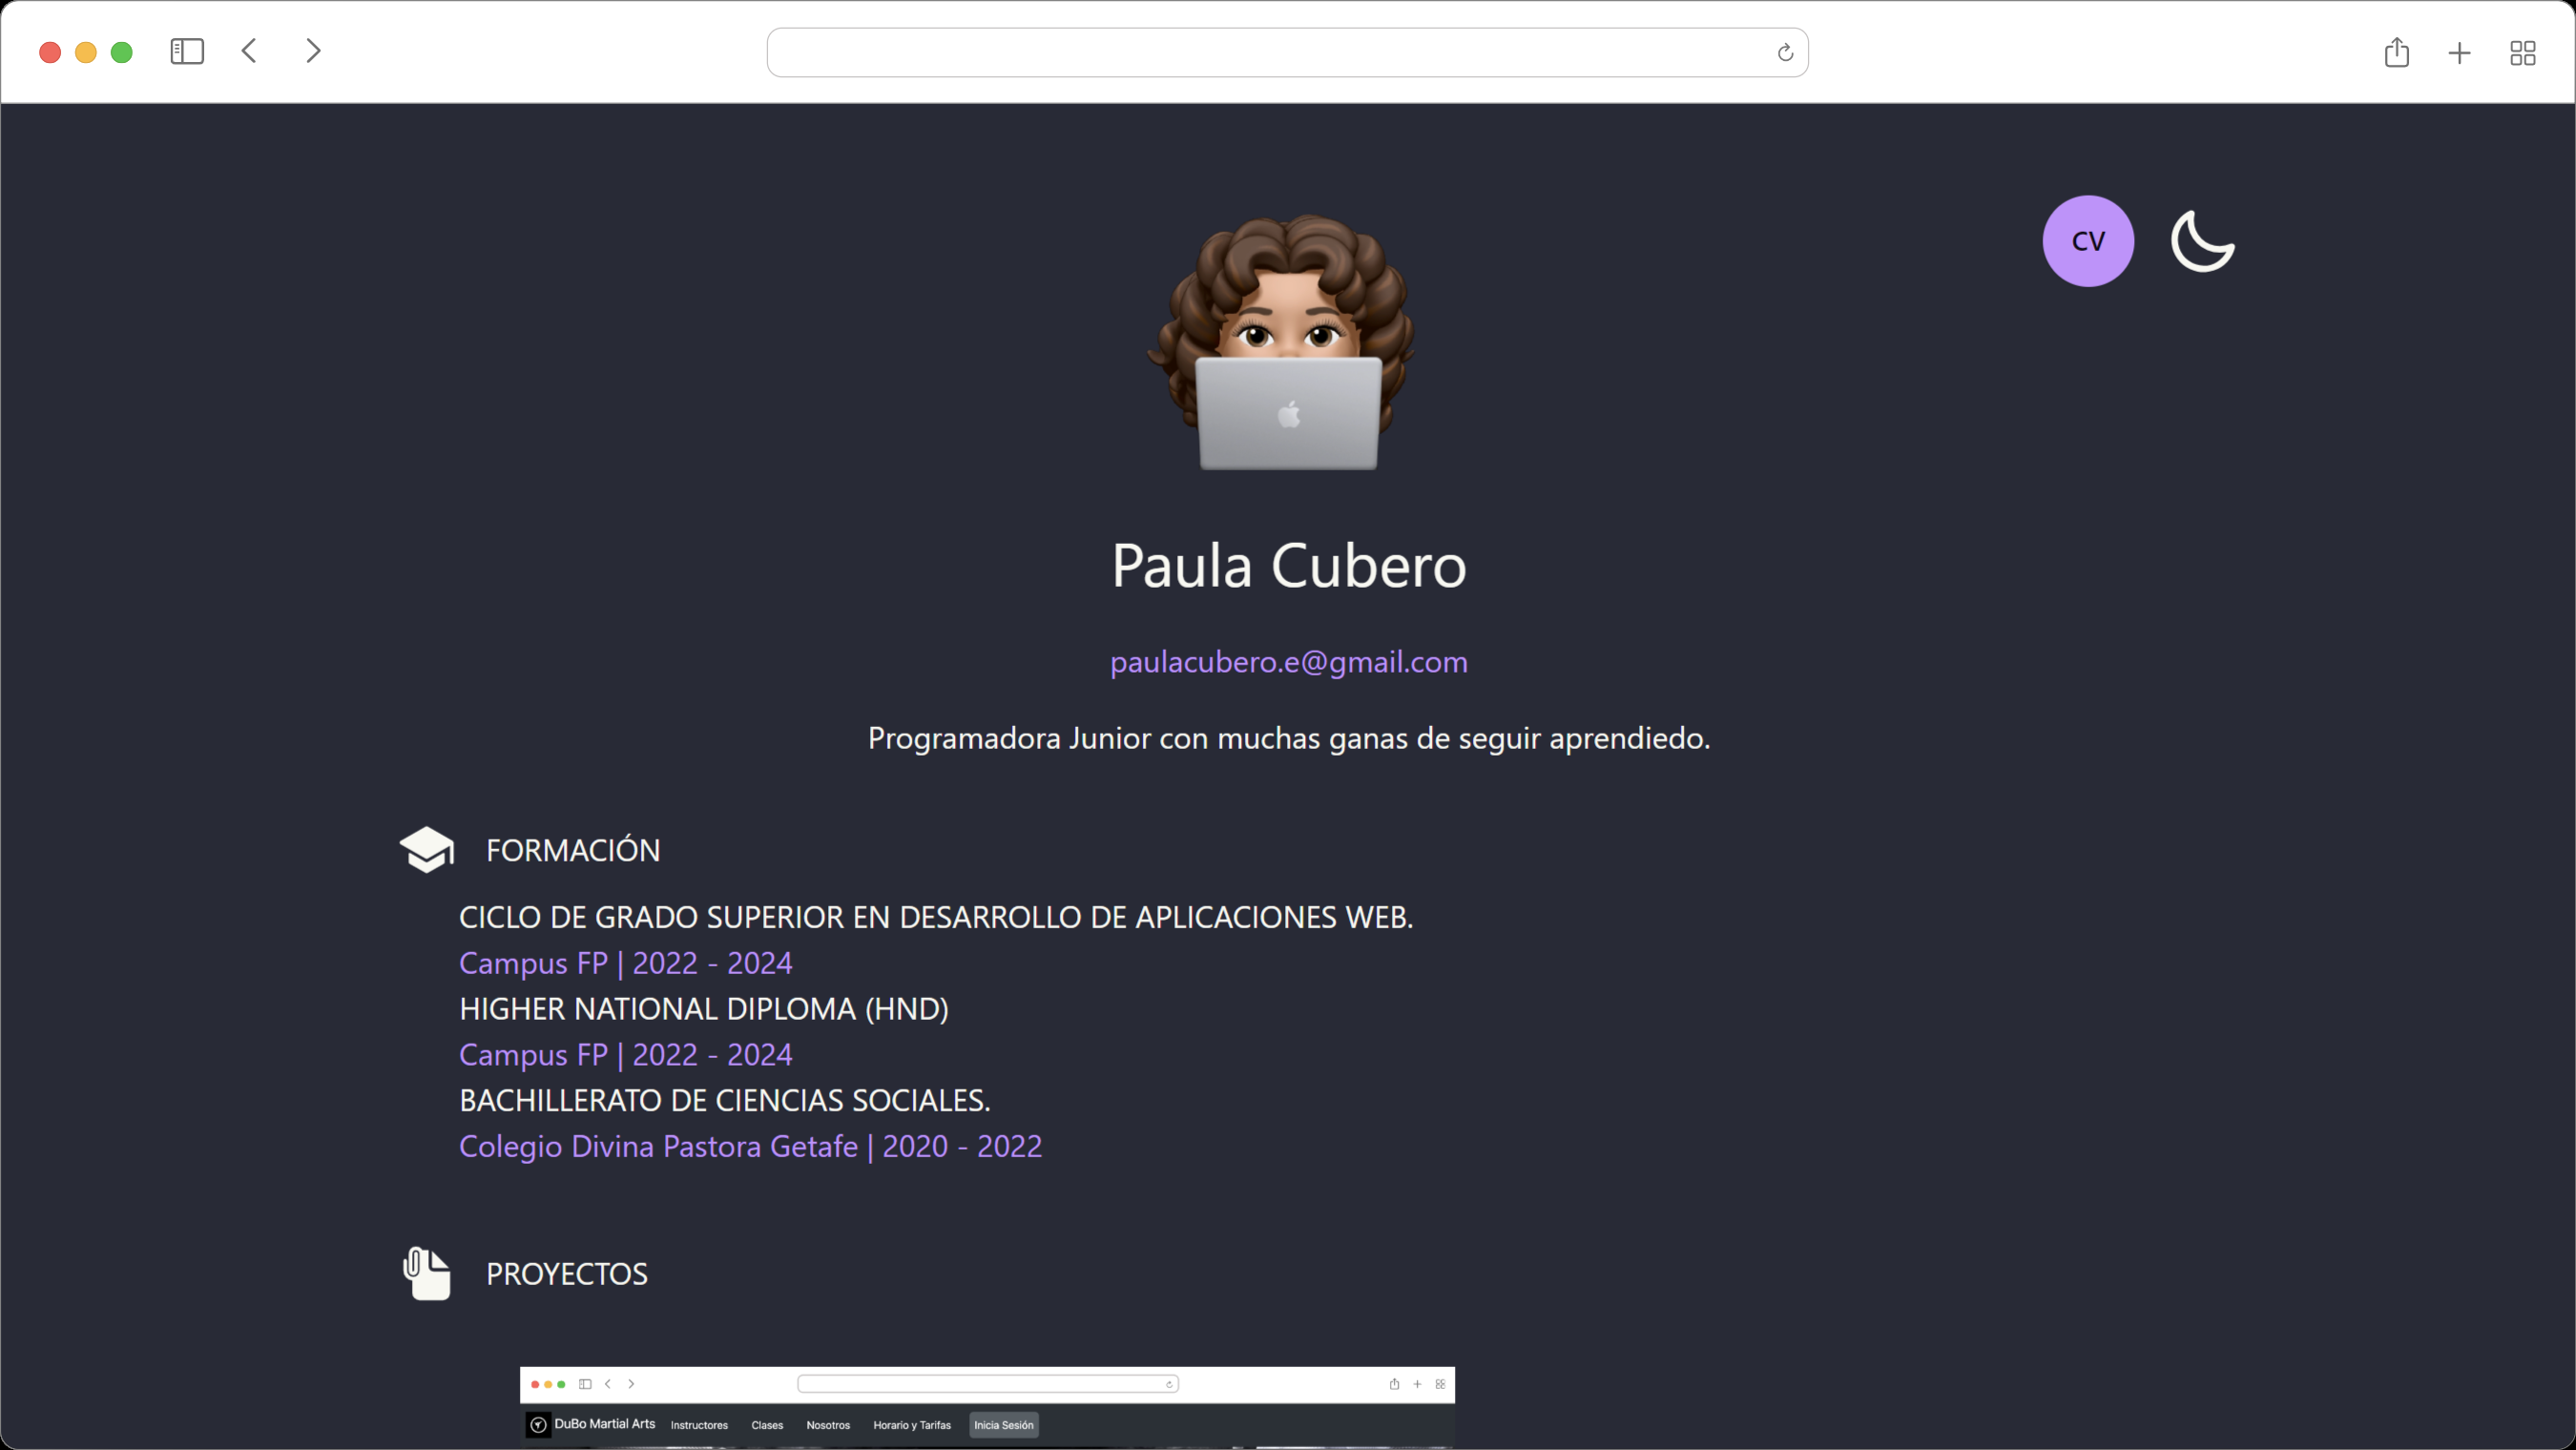 CV
Paula Cubero
paulacubero.e@gmail.com
Programadora Junior con muchas ganas de seguir aprendiedo.
FORMACIÓN
CICLO DE GRADO SUPERIOR EN DESARROLLO DE APLICACIONES WEB.
Campus FP | 2022 - 2024
HIGHER NATIONAL DIPLOMA (HND)
Campus FP | 2022 - 2024
BACHILLERATO DE CIENCIAS SOCIALES.
Colegio Divina Pastora Getafe | 2020 - 2022
PROYECTOS
DuBo Martial Arts Instructores Clases Nosotros Horario y Tarifas Inicia Sesión